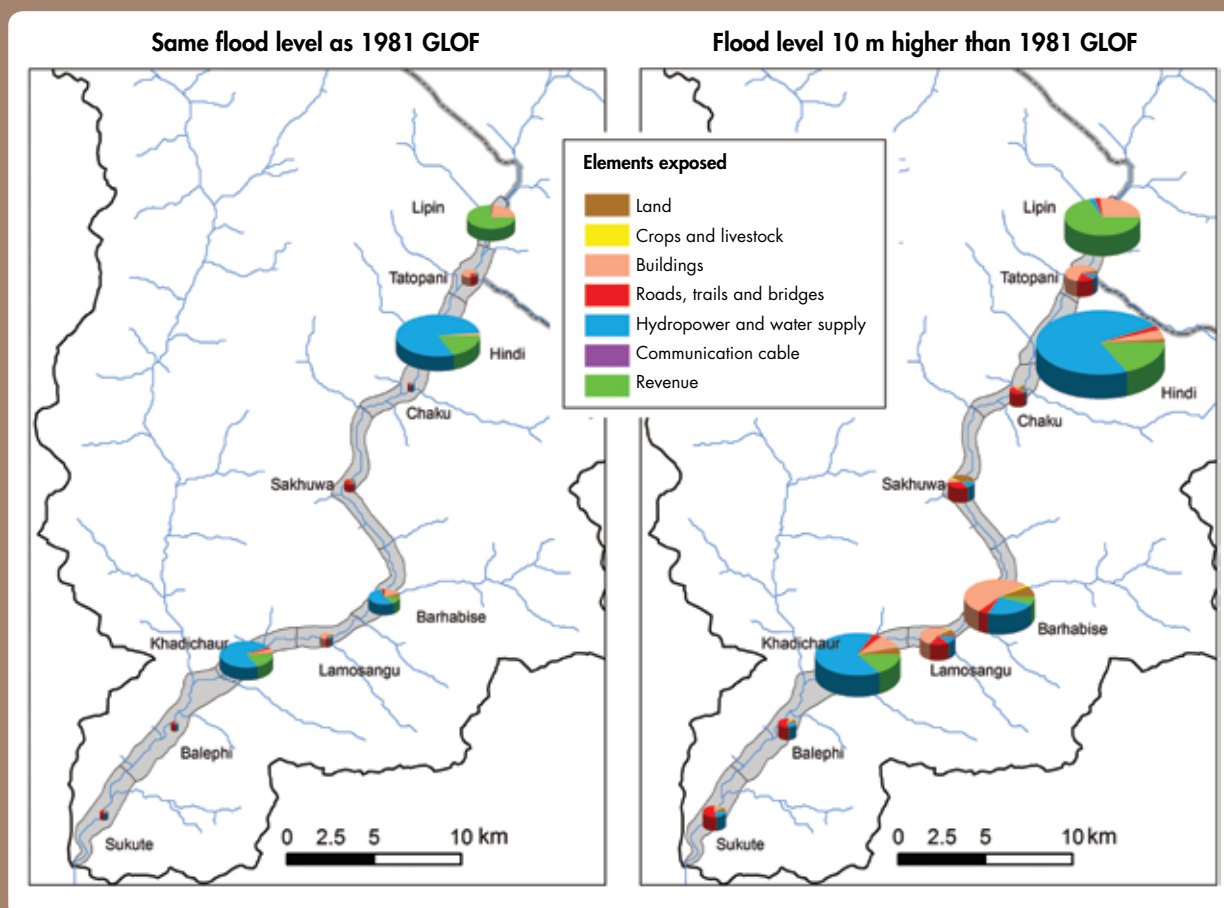 Same flood level as 1981 GLOF
Lipin
Tatopani
Hindi
Chaku
Sakhuwa
Barhabise
Khadichaur
Lamosangu
Balephi
Sukute
0 2.5 5 10 km
Elements exposed
Land
Crops and livestock
Buildings
Roads, trails and bridges
Hydropower and water supply
Communication cable
Revenue
Flood level 10 m higher than 1981 GLOF
Lipin
Tatopani
Hindi
Chaku
Sakhuwa
Barhabise
Khadichaur
Lamosangu
Balephi
Sukute
0 2.5 5 10 km